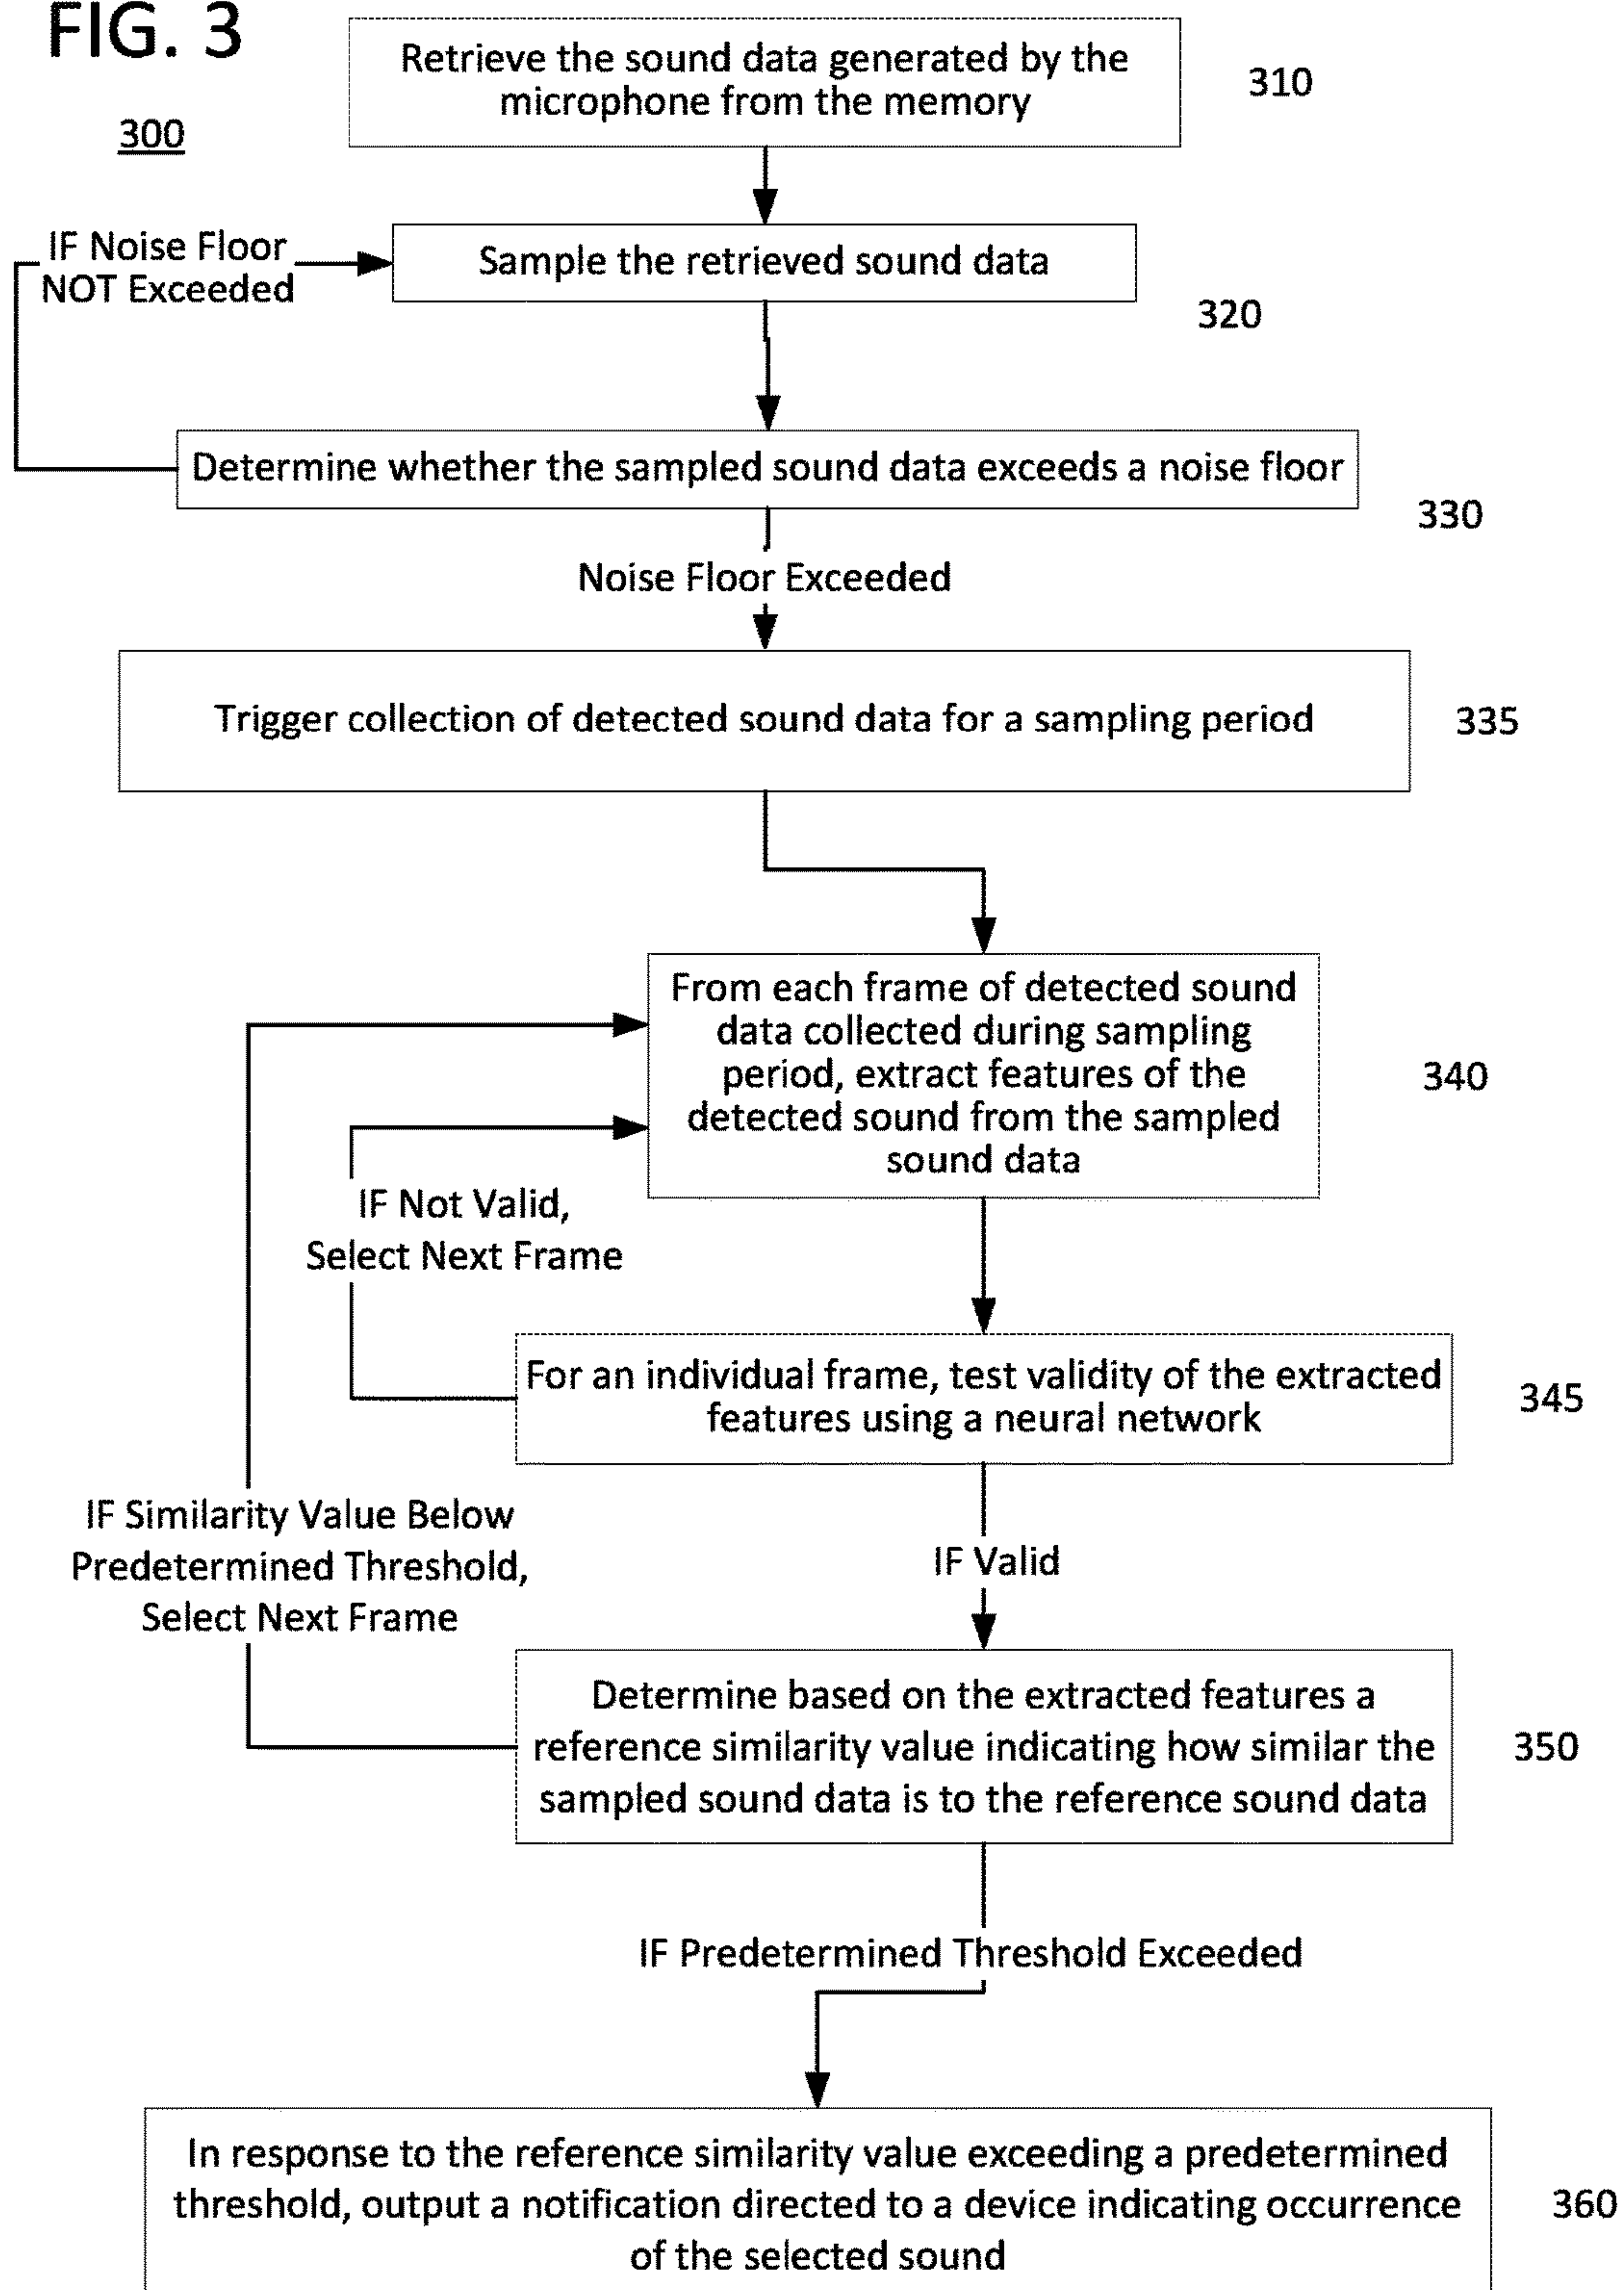 FIG. 3
300
Retrieve the sound data generated by the
microphone from the memory
310
IF Noise Floor
NOT Exceeded
Sample the retrieved sound data
320
Determine whether the sampled sound data exceeds a noise floor
330
Noise Floor Exceeded
Trigger collection of detected sound data for a sampling period
335
From each frame of detected sound
data collected during sampling
period, extract features of the
detected sound from the sampled
sound data
340
IF Not Valid,
Select Next Frame
For an individual frame, test validity of the extracted
features using a neural network
345
IF Similarity Value Below
Predetermined Threshold,
Select Next Frame
IF Valid
Determine based on the extracted features a
reference similarity value indicating how similar the
sampled sound data is to the reference sound data
350
IF Predetermined Threshold Exceeded
In response to the reference similarity value exceeding a predetermined
threshold, output a notification directed to a device indicating occurrence
of the selected sound
360